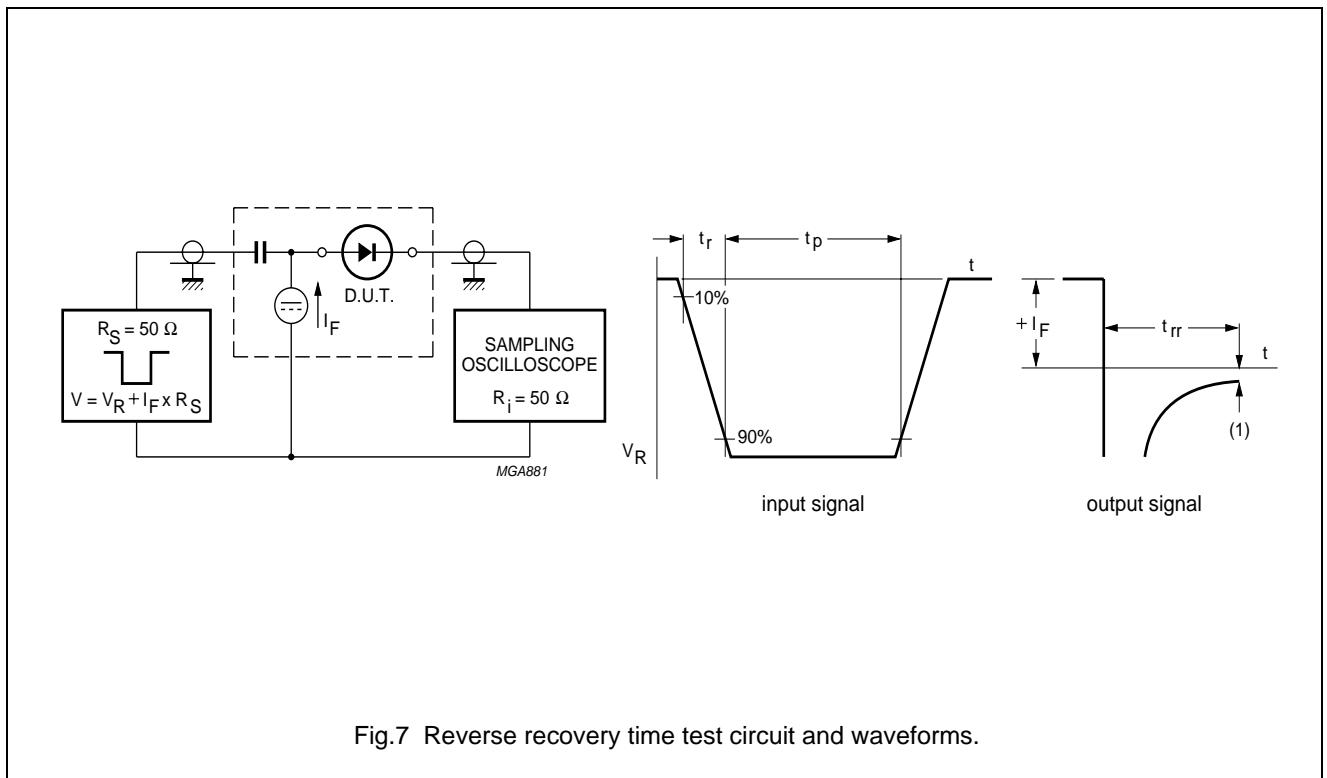 D.U.T.
I_F
R_S = 50 Ω
V = V_R + I_F x R_S
SAMPLING
OSCILLOSCOPE
R_i = 50 Ω
MGA881
t_r
t_p
t
10%
90%
V_R
input signal
+ I_F
t_rr
t
(1)
output signal
Fig.7 Reverse recovery time test circuit and waveforms.